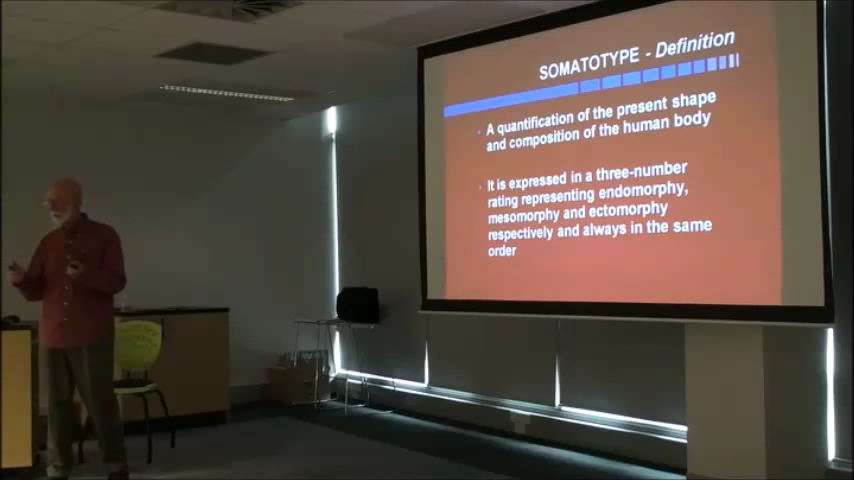 SOMATOTYPE - Definition
A quantification of the present shape
and composition of the human body
It is expressed in a three-number
rating representing endomorphy,
mesomorphy and ectomorphy
respectively and always in the same
order